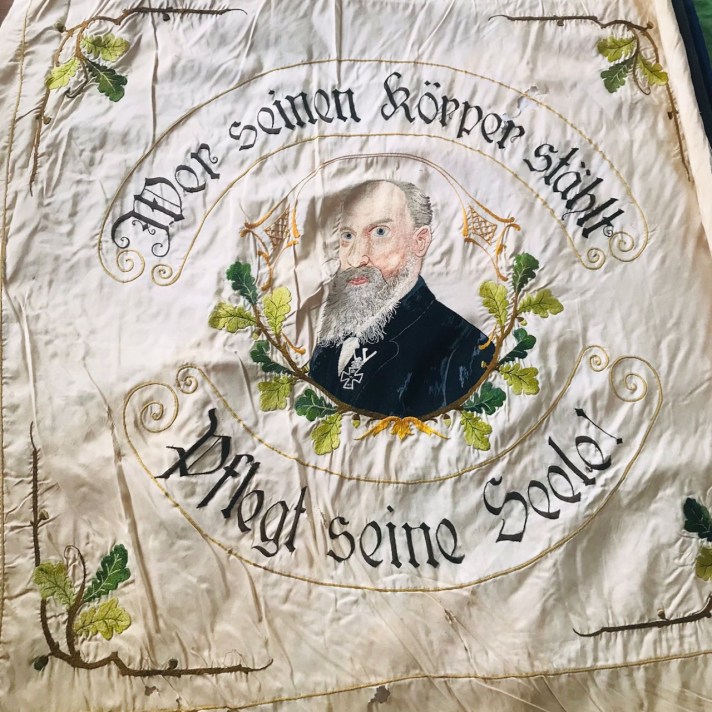 Wer seinen Körper stählt
Pflegt seine Seele!